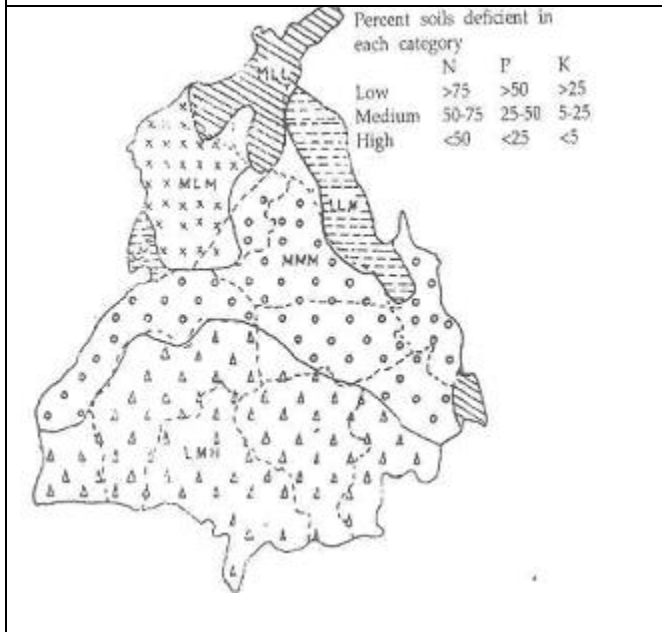 Percent soils deficient in
each category
N P K
Low >75 >50 >25
Medium 50-75 25-50 5-25
High <50 <25 <5
MLL
MLM
LLM
MMM
LMH